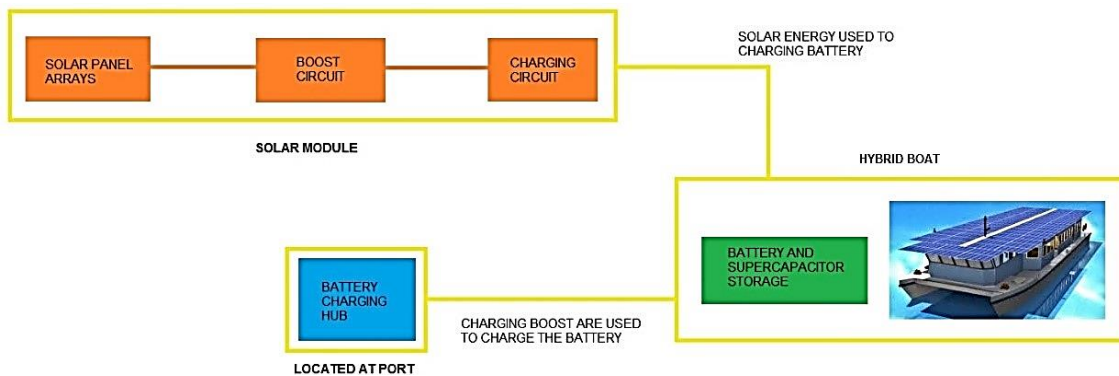 SOLAR PANEL
ARRAYS
BOOST
CIRCUIT
CHARGING
CIRCUIT
SOLAR ENERGY USED TO
CHARGING BATTERY
SOLAR MODULE
HYBRID BOAT
BATTERY AND
SUPERCAPACITOR
STORAGE
BATTERY
CHARGING
HUB
CHARGING BOOST ARE USED
TO CHARGE THE BATTERY
LOCATED AT PORT